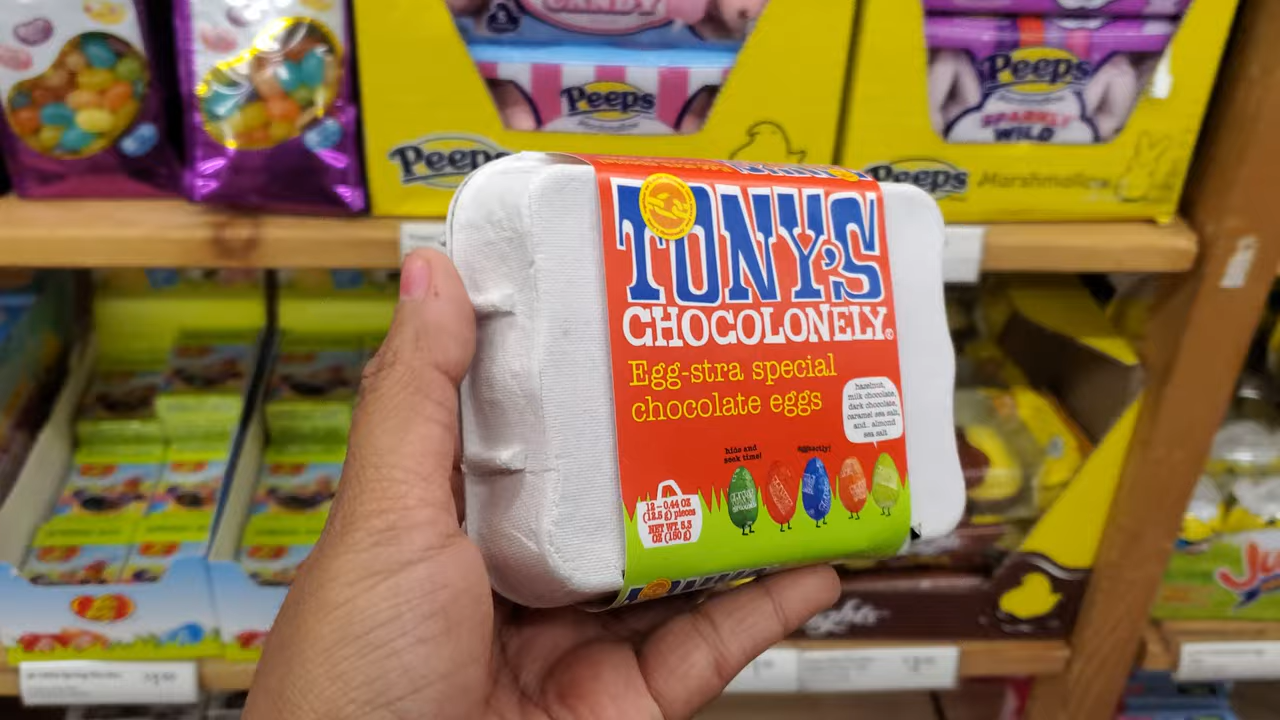 CANDY
Peeps
Peeps
SPARKLY
WILD
Peeps
Peeps
Marshmallow
TONY'S
CHOCOLONELY
Egg-stra special
chocolate eggs
hazelnut,
milk chocolate,
dark chocolate,
caramel sea salt,
and.. almond
sea salt
hide and
seek time!
eggsactly!
12 - 0,44 OZ
(12.5 g) pieces
NET WT. 5.3
OZ (150 g)